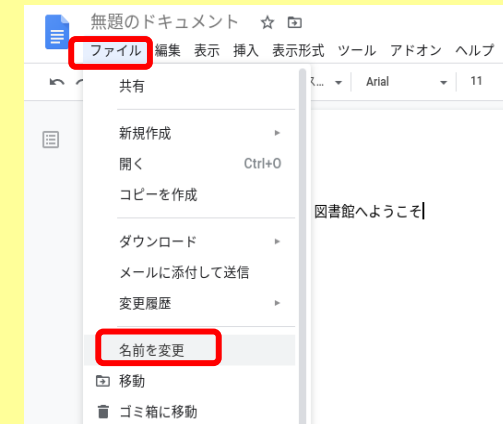 無題のドキュメント
ファイル 編集 表示 挿入 表示形式 ツール アドオン ヘルプ
ス... Arial 11
共有
新規作成
開く Ctrl+O
コピーを作成
図書館へようこそ
ダウンロード
メールに添付して送信
変更履歴
名前を変更
移動
ゴミ箱に移動